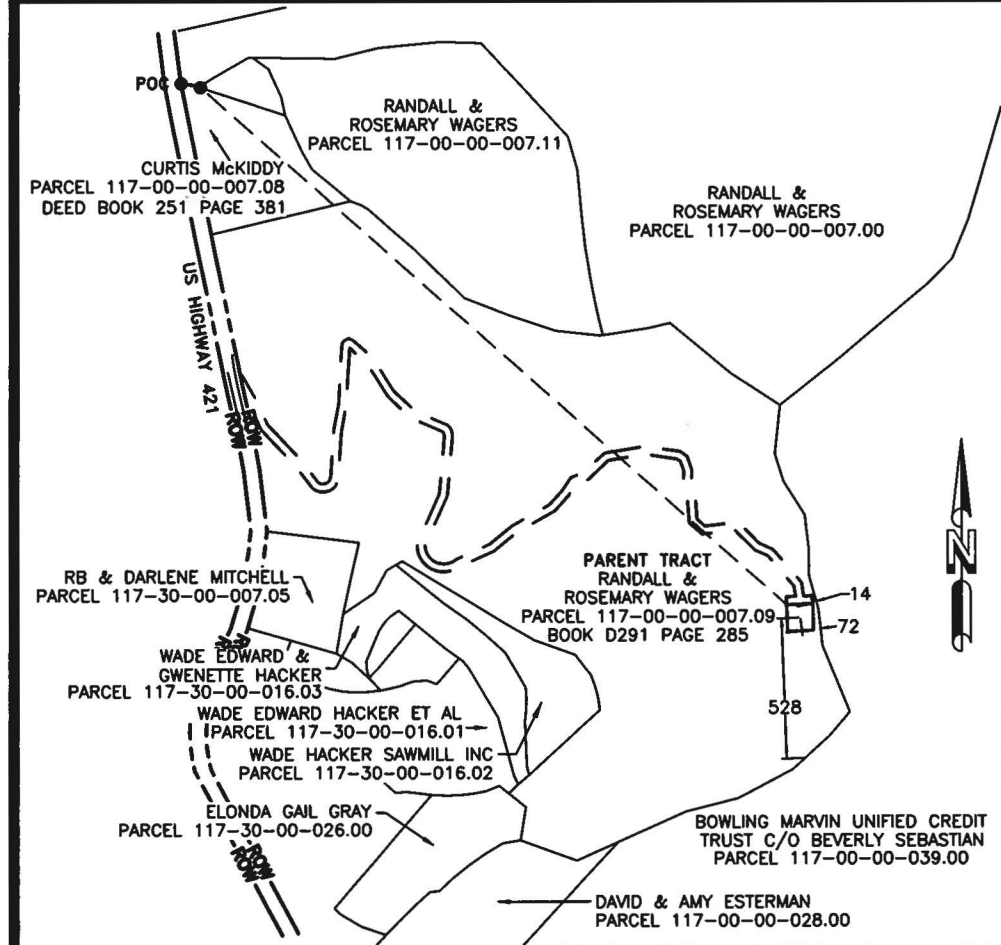 POC
RANDALL &
ROSEMARY WAGERS
PARCEL 117-00-00-007.11
CURTIS McKIDDY
PARCEL 117-00-00-007.08
DEED BOOK 251 PAGE 381
RANDALL &
ROSEMARY WAGERS
PARCEL 117-00-00-007.00
US HIGHWAY 421
ROW
ROW
N
PARENT TRACT
RANDALL &
ROSEMARY WAGERS
PARCEL 117-00-00-007.09
BOOK D291 PAGE 285
14
72
528
RB & DARLENE MITCHELL
PARCEL 117-30-00-007.05
WADE EDWARD &
GWENETTE HACKER
PARCEL 117-30-00-016.03
WADE EDWARD HACKER ET AL
PARCEL 117-30-00-016.01
WADE HACKER SAWMILL INC
PARCEL 117-30-00-016.02
ELONDA GAIL GRAY
PARCEL 117-30-00-026.00
ROW
ROW
BOWLING MARVIN UNIFIED CREDIT
TRUST C/O BEVERLY SEBASTIAN
PARCEL 117-00-00-039.00
DAVID & AMY ESTERMAN
PARCEL 117-00-00-028.00